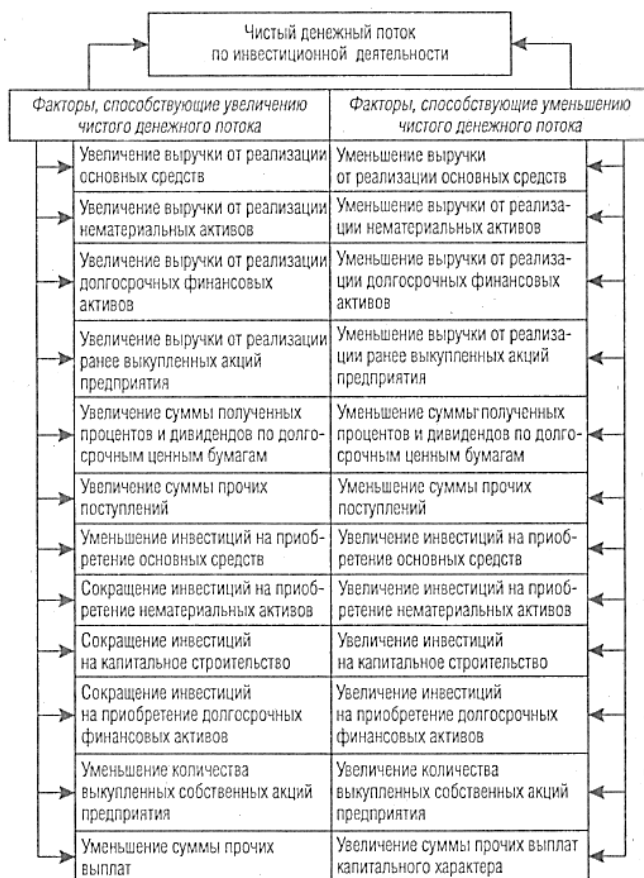 Чистый денежный поток
по инвестиционной деятельности
Факторы, способствующие увеличению
чистого денежного потока
Факторы, способствующие уменьшению
чистого денежного потока
Увеличение выручки от реализации
основных средств
Уменьшение выручки
от реализации основных средств
Увеличение выручки от реализации
нематериальных активов
Уменьшение выручки от реализа-
ции нематериальных активов
Увеличение выручки от реализации
долгосрочных финансовых
активов
Уменьшение выручки от реализа-
ции долгосрочных финансовых
активов
Увеличение выручки от реализации
ранее выкупленных акций
предприятия
Уменьшение выручки от реализа-
ции ранее выкупленных акций
предприятия
Увеличение суммы полученных
процентов и дивидендов по долго-
срочным ценным бумагам
Уменьшение суммы полученных
процентов и дивидендов по долго-
срочным ценным бумагам
Увеличение суммы прочих
поступлений
Уменьшение суммы прочих
поступлений
Уменьшение инвестиций на приоб-
ретение основных средств
Увеличение инвестиций на приоб-
ретение основных средств
Сокращение инвестиций на приоб-
ретение нематериальных активов
Увеличение инвестиций на приоб-
ретение нематериальных активов
Сокращение инвестиций
на капитальное строительство
Увеличение инвестиций
на капитальное строительство
Сокращение инвестиций
на приобретение долгосрочных
финансовых активов
Увеличение инвестиций
на приобретение долгосрочных
финансовых активов
Уменьшение количества
выкупленных собственных акций
предприятия
Увеличение количества
выкупленных собственных акций
предприятия
Уменьшение суммы прочих
выплат
Увеличение суммы прочих выплат
капитального характера